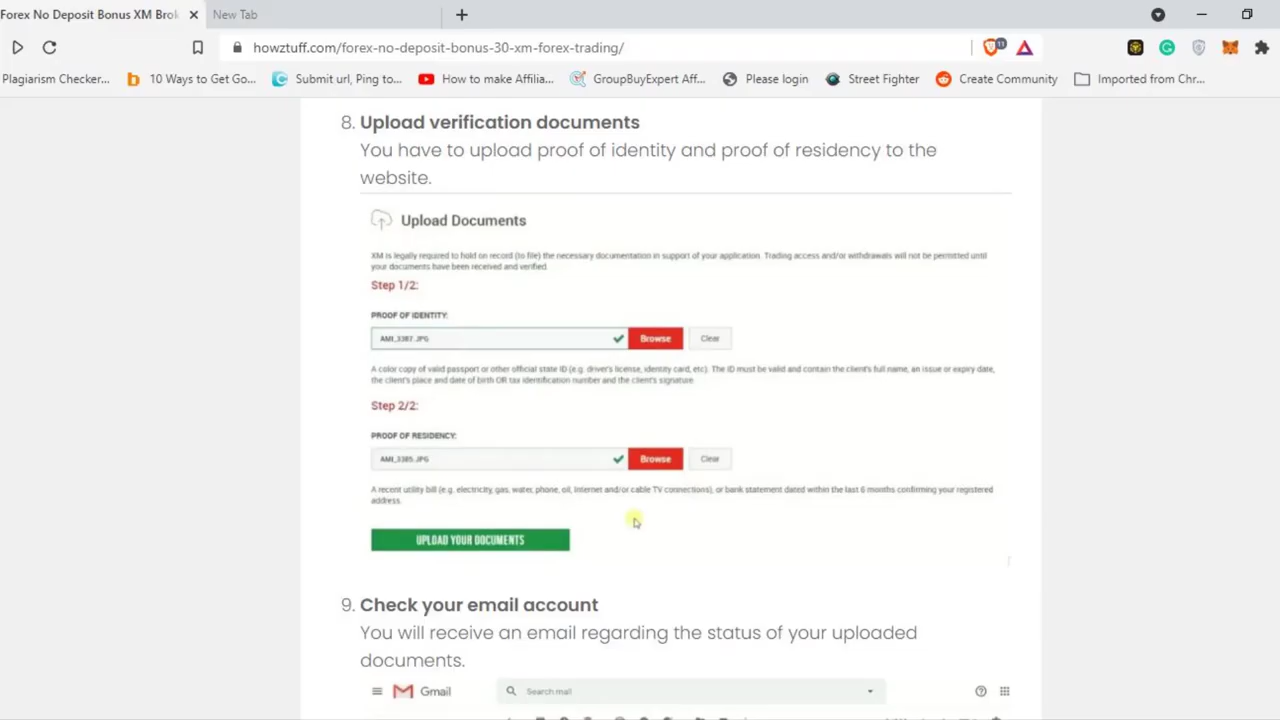 Forex No Deposit Bonus XM Brok
New Tab
howztuff.com/forex-no-deposit-bonus-30-xm-forex-trading/
11
Plagiarism Checker...
10 Ways to Get Go...
Submit url, Ping to...
How to make Affilia...
GroupBuyExpert Aff...
Please login
Street Fighter
Create Community
Imported from Chr...
8. Upload verification documents
You have to upload proof of identity and proof of residency to the
website.
Upload Documents
XM is legally required to hold on record (to file) the necessary documentation in support of your application. Trading access and/or withdrawals will not be permitted until
your documents have been received and verified.
Step 1/2:
PROOF OF IDENTITY:
AMI_3387.JPG
Browse
Clear
A color copy of valid passport or other official state ID (e.g. driver's license, identity card, etc). The ID must be valid and contain the client's full name, an issue or expiry date,
the client's place and date of birth OR tax identification number and the client's signature.
Step 2/2:
PROOF OF RESIDENCY:
AMI_3385.JPG
Browse
Clear
A recent utility bill (e.g. electricity, gas, water, phone, oil, Internet and/or cable TV connections), or bank statement dated within the last 6 months confirming your registered
address.
UPLOAD YOUR DOCUMENTS
9. Check your email account
You will receive an email regarding the status of your uploaded
documents.
Gmail
Search mail